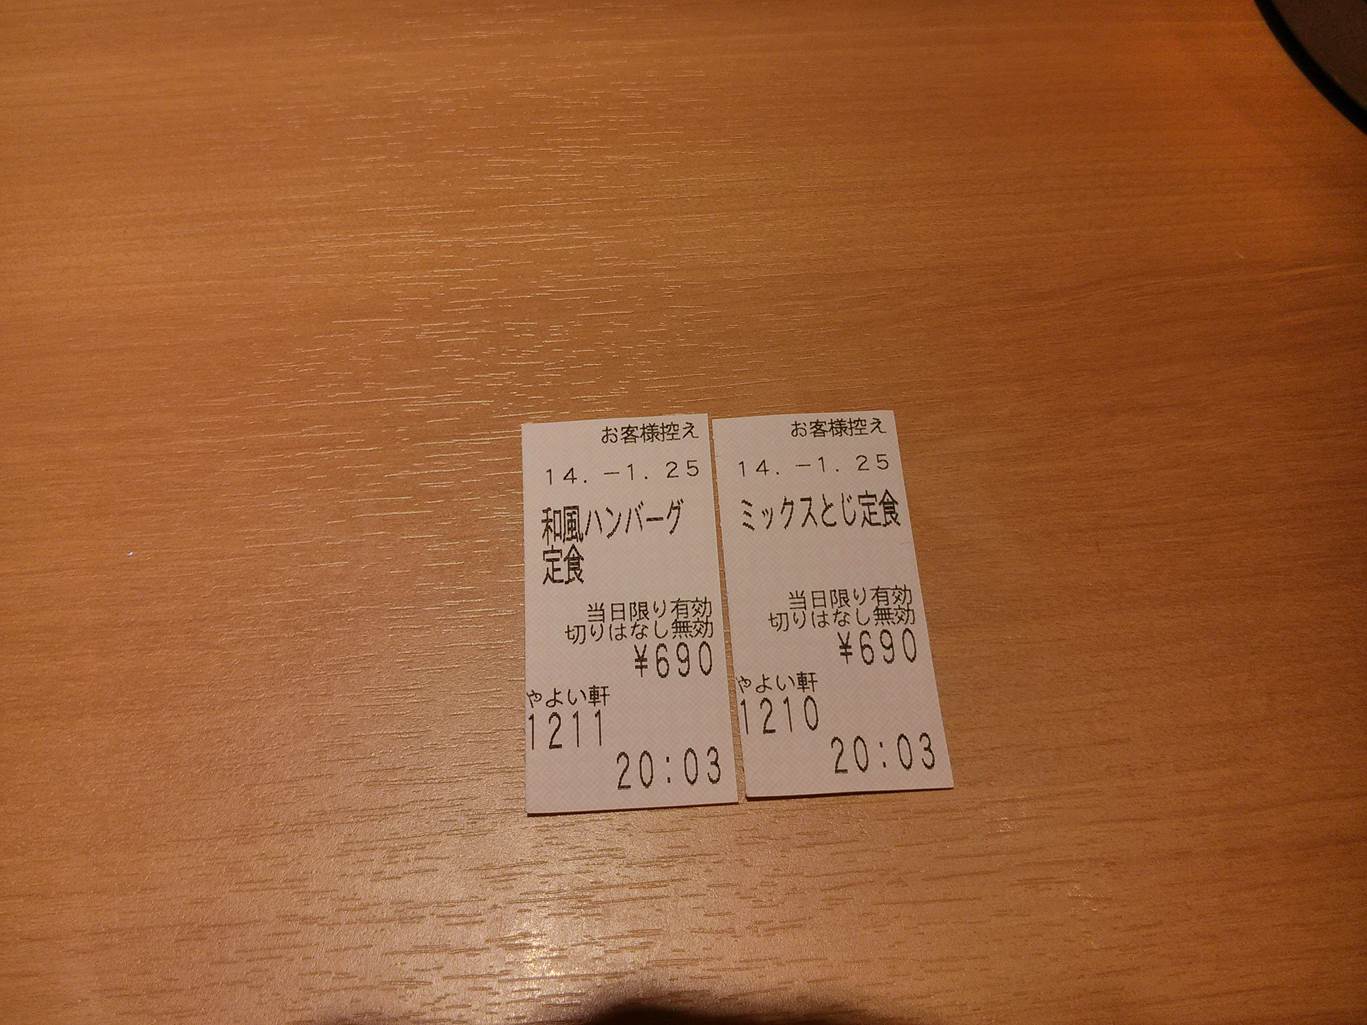 お客様控え
14.-1.25
和風ハンバーグ
定食
当日限り有効
切りはなし無効
¥690
やよい軒
1211
20:03
お客様控え
14.-1.25
ミックスとじ定食
当日限り有効
切りはなし無効
¥690
やよい軒
1210
20:03